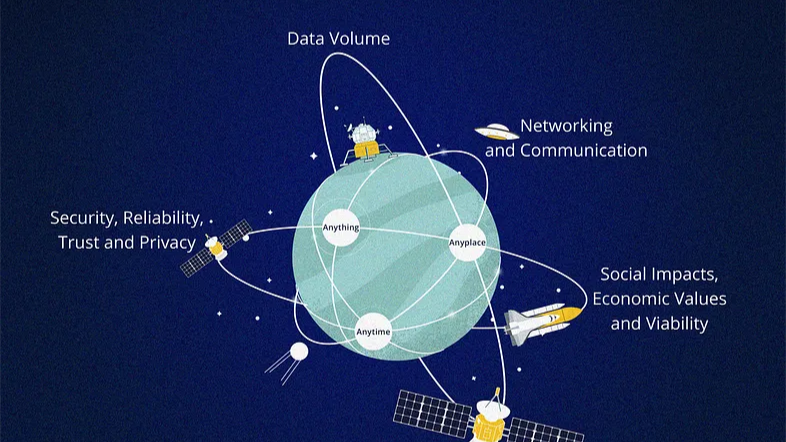 Data Volume
Networking
and Communication
Security, Reliability,
Trust and Privacy
Anything
Anyplace
Social Impacts,
Economic Values
and Viability
Anytime